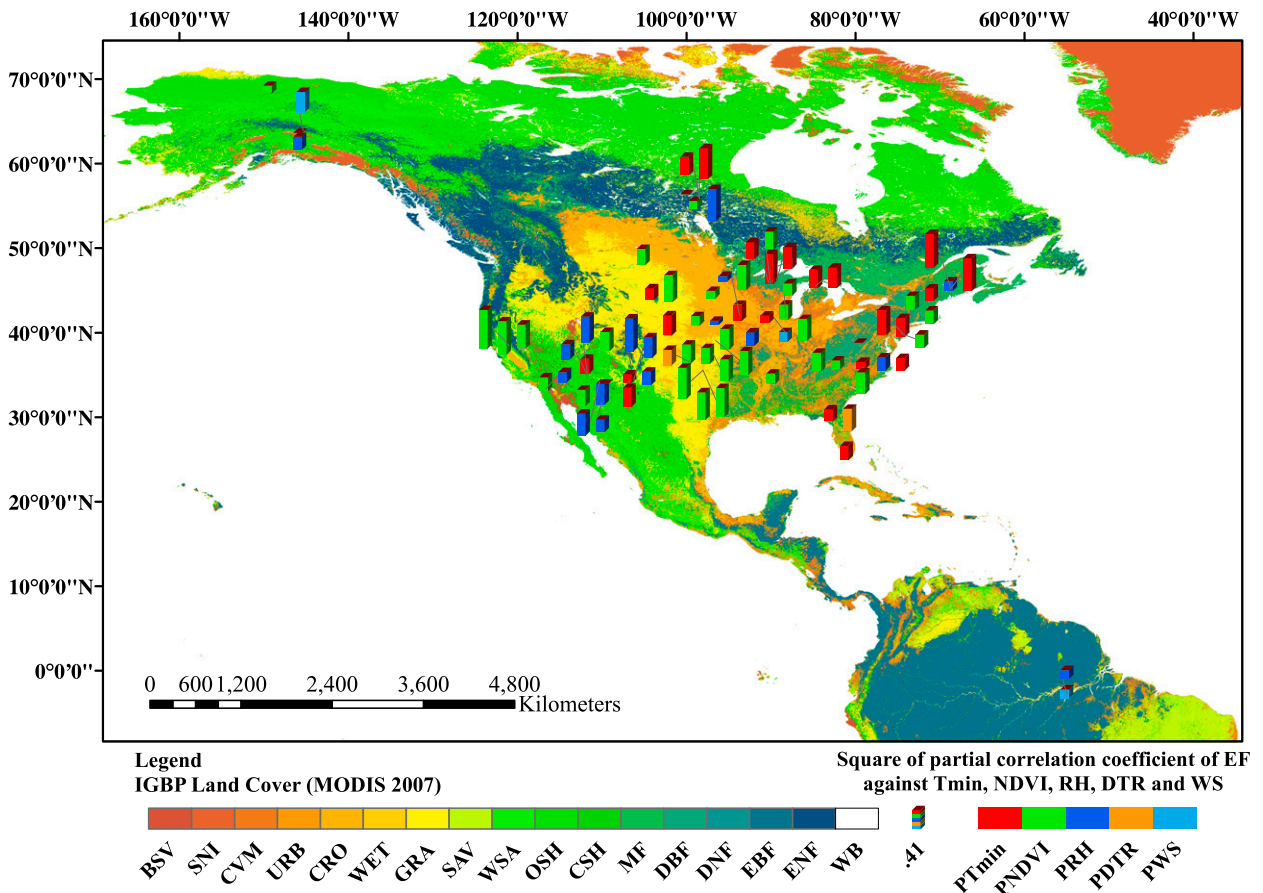 160°0'0"W 140°0'0"W 120°0'0"W 100°0'0"W 80°0'0"W 60°0'0"W 40°0'0"W
70°0'0"N
60°0'0"N
50°0'0"N
40°0'0"N
30°0'0"N
20°0'0"N
10°0'0"N
0°0'0"
0 600 1,200 2,400 3,600 4,800
Kilometers
Legend
IGBP Land Cover (MODIS 2007)
BSV SNI CVM URB CRO WET GRA SAV WSA OSH CSH MF DBF DNF EBF ENF WB
Square of partial correlation coefficient of EF
against Tmin, NDVI, RH, DTR and WS
.41 PTmin PNDVI PRH PDTR PWS